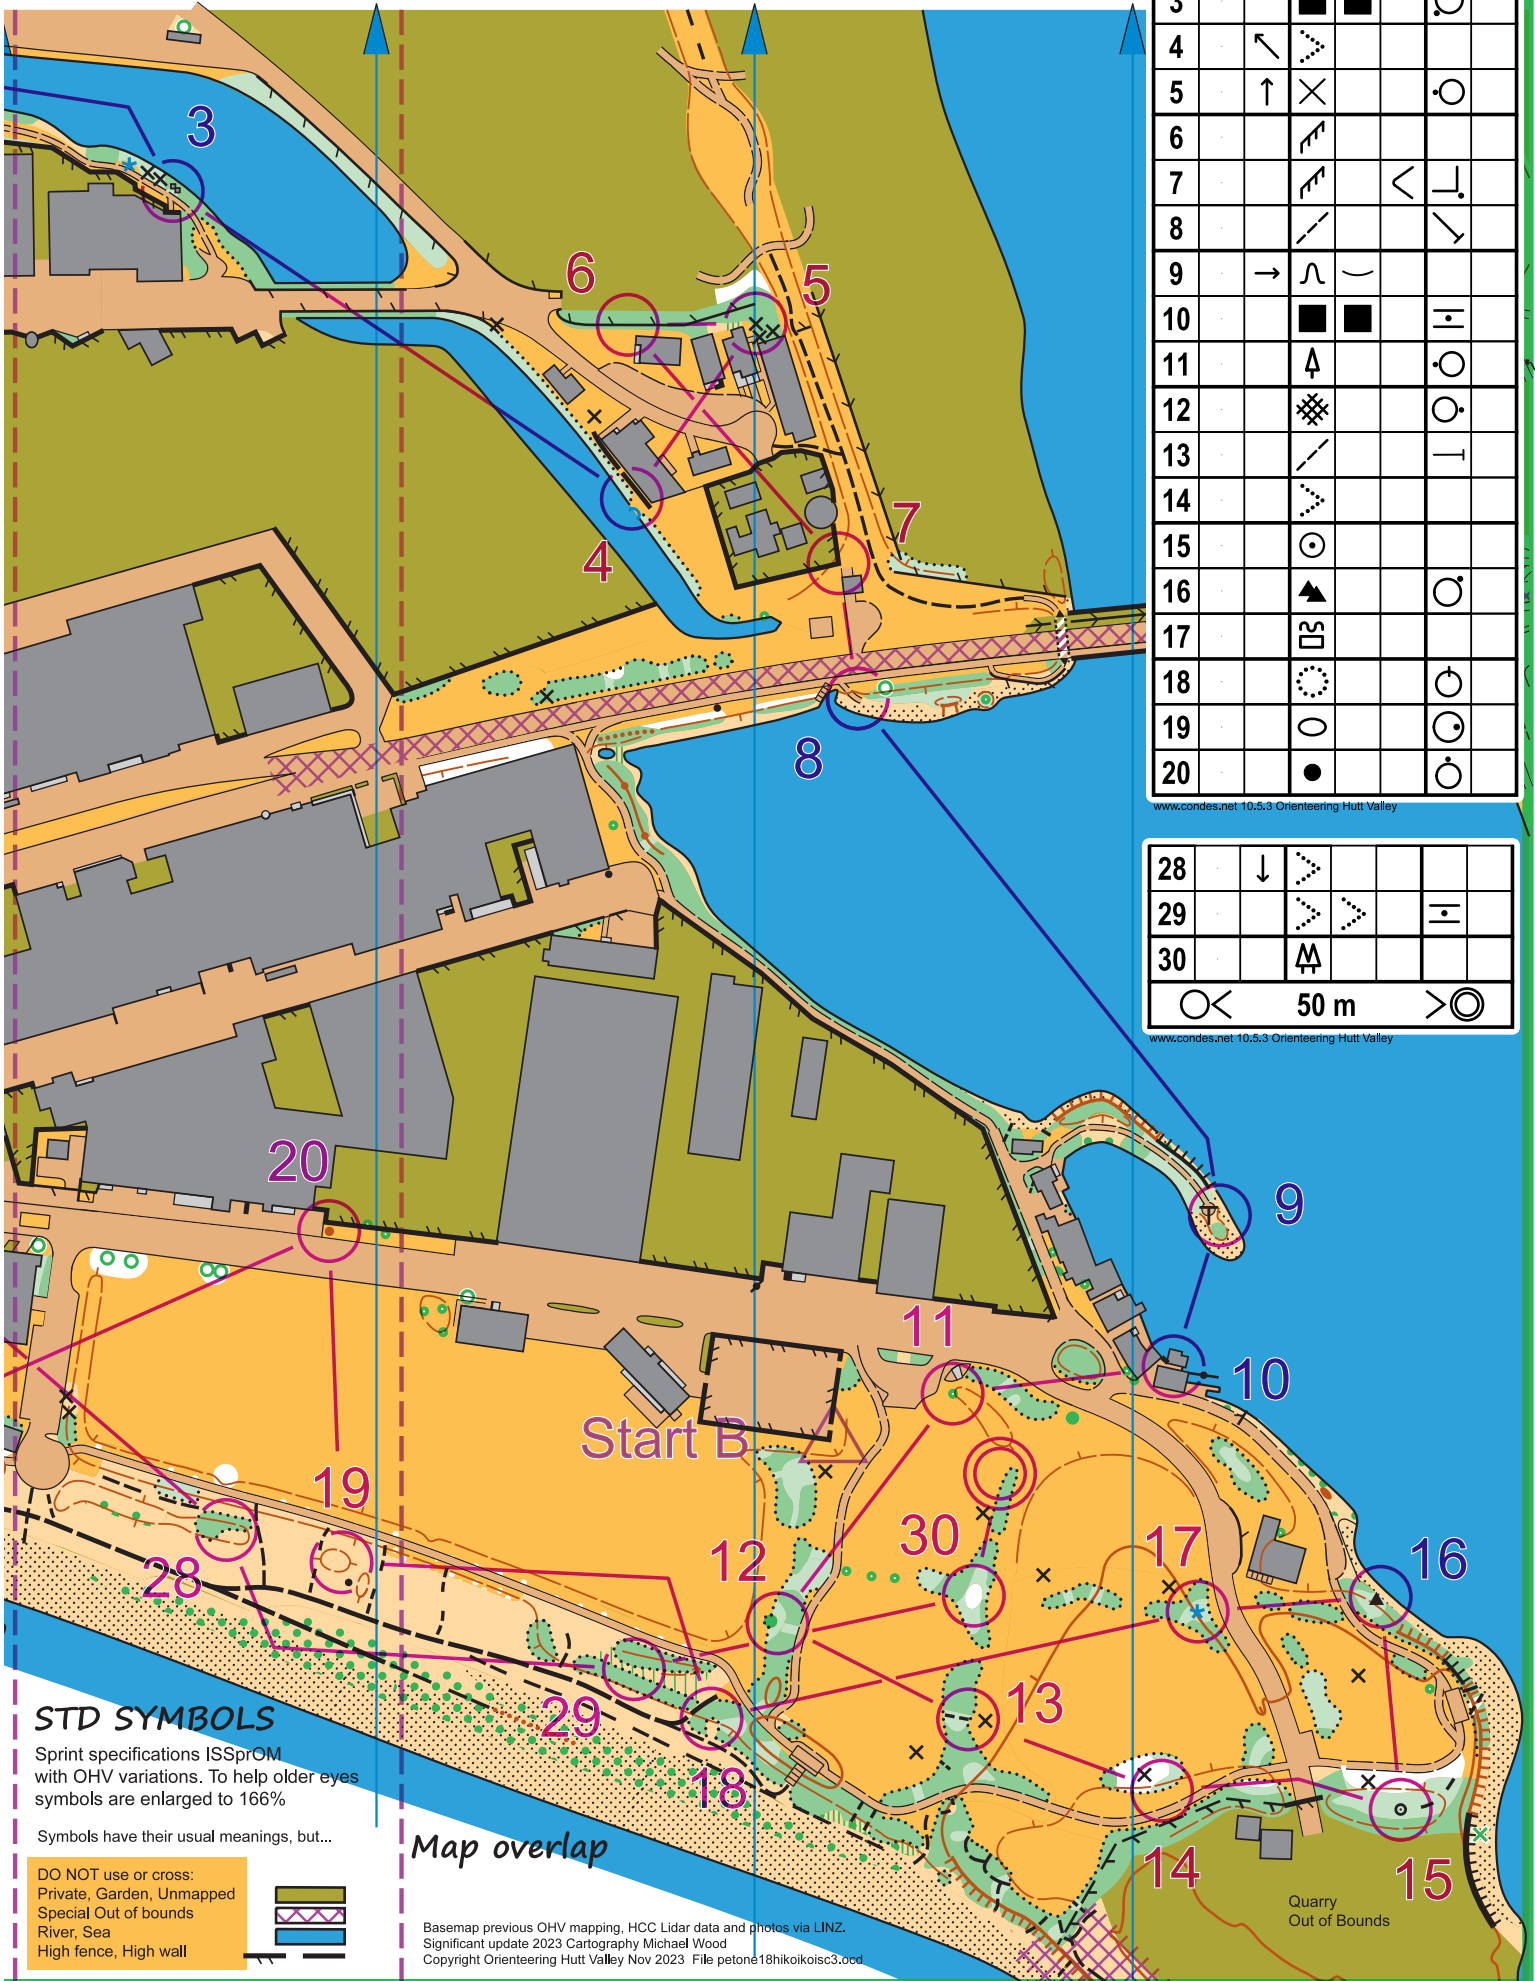 3
4
5
6
7
8
9
10
11
12
13
14
15
16
17
18
19
20
www.condes.net 10.5.3 Orienteering Hutt Valley
28
29
30
50 m
www.condes.net 10.5.3 Orienteering Hutt Valley
3
6
5
4
7
8
9
20
11
10
Start B
19
12
30
17
16
28
29
13
18
14
15
Quarry
Out of Bounds
STD SYMBOLS
Sprint specifications ISSprOM
with OHV variations. To help older eyes
symbols are enlarged to 166%
Symbols have their usual meanings, but...
DO NOT use or cross:
Private, Garden, Unmapped
Special Out of bounds
River, Sea
High fence, High wall
Map overlap
Basemap previous OHV mapping, HCC Lidar data and photos via LINZ.
Significant update 2023 Cartography Michael Wood
Copyright Orienteering Hutt Valley Nov 2023 File petone18hikoikoisc3.ocd